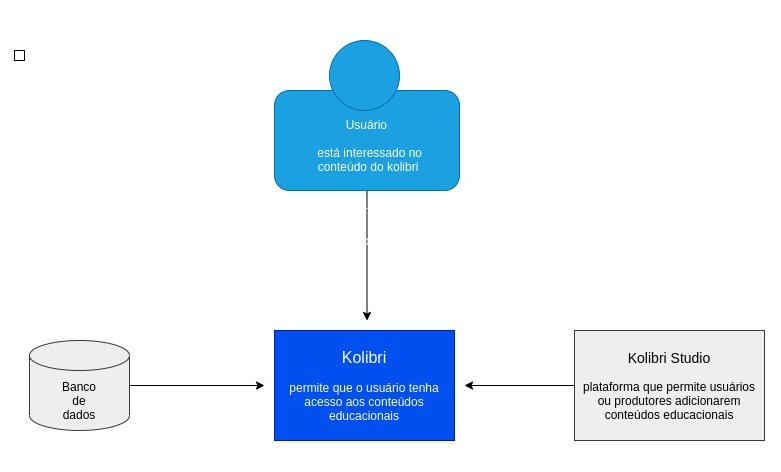 Usuário
está interessado no
conteúdo do kolibri
Kolibri
permite que o usuário tenha
acesso aos conteúdos
educacionais
Banco
de
dados
Kolibri Studio
plataforma que permite usuários
ou produtores adicionarem
conteúdos educacionais